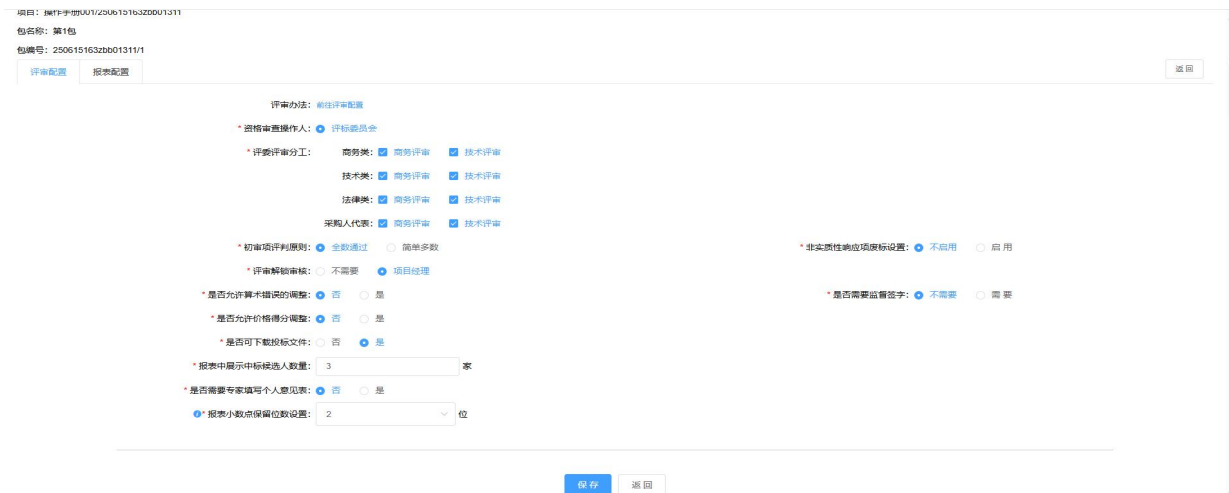 项目：操作手册001/250615163zbb01311
包名称：第1包
包编号：250615163zbb01311/1
评审配置 报表配置 返回
评审办法：前往评审配置
* 资格审查操作人： 评标委员会
* 评委评审分工： 商务类： 商务评审 技术评审
技术类： 商务评审 技术评审
法律类： 商务评审 技术评审
采购人代表： 商务评审 技术评审
* 初审项评判原则： 全数通过 简单多数 * 非实质性响应项废标设置： 不启用 启用
* 评审解锁审核： 不需要 项目经理
* 是否允许算术错误的调整： 否 是 * 是否需要监督签字： 不需要 需要
* 是否允许价格得分调整： 否 是
* 是否可下载投标文件： 否 是
* 报表中展示中标候选人数量： 3 家
* 是否需要专家填写个人意见表： 否 是
* 报表小数点保留位数设置： 2 位
保存 返回